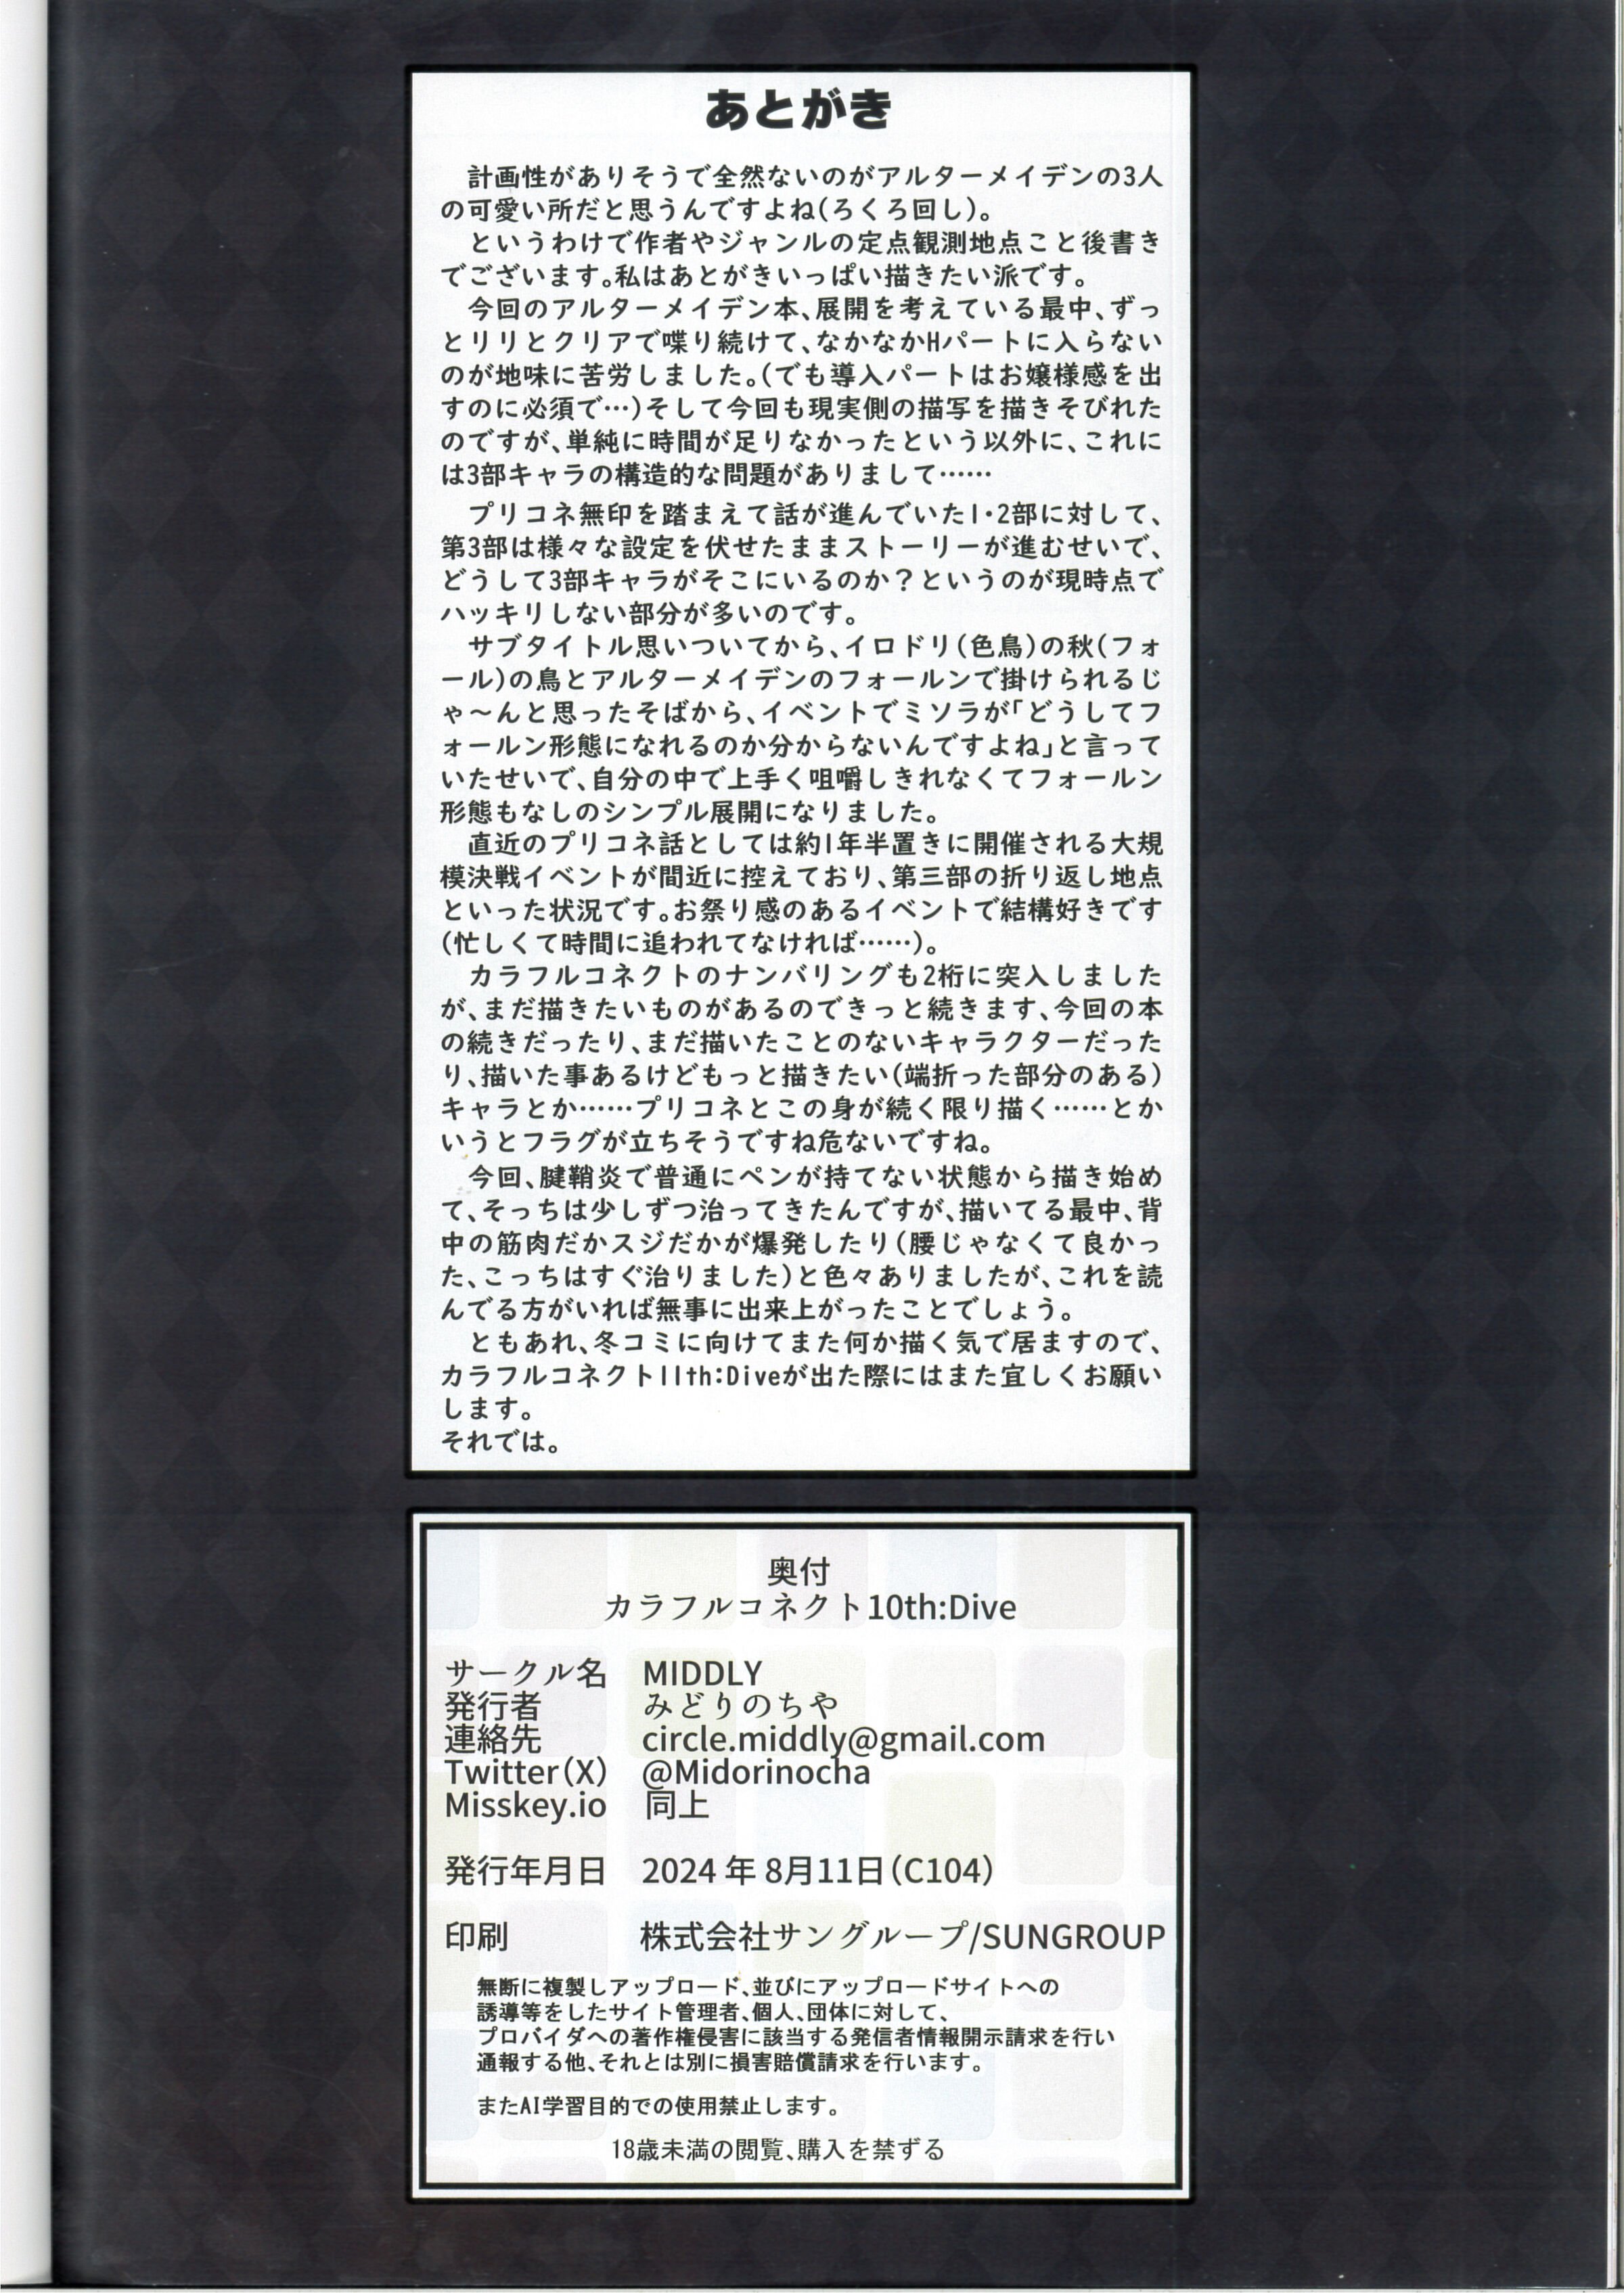 あとがき
　計画性がありそうで全然ないのがアルターメイデンの3人
の可愛い所だと思うんですよね(ろくろ回し)。
　というわけで作者やジャンルの定点観測地点こと後書き
でございます。私はあとがきいっぱい描きたい派です。
　今回のアルターメイデン本、展開を考えている最中、ずっ
とリリとクリアで喋り続けて、なかなかHパートに入らない
のが地味に苦労しました。(でも導入パートはお嬢様感を出
すのに必須で…)そして今回も現実側の描写を描きそびれた
のですが、単純に時間が足りなかったという以外に、これに
は3部キャラの構造的な問題がありまして……
　プリコネ無印を踏まえて話が進んでいた1・2部に対して、
第3部は様々な設定を伏せたままストーリーが進むせいで、
どうして3部キャラがそこにいるのか？というのが現時点で
ハッキリしない部分が多いのです。
　サブタイトル思いついてから、イロドリ(色鳥)の秋(フォ
ール)の鳥とアルターメイデンのフォールンで掛けられるじ
ゃ～んと思ったそばから、イベントでミソラが「どうしてフ
ォールン形態になれるのか分からないんですよね」と言って
いたせいで、自分の中で上手く咀嚼しきれなくてフォールン
形態もなしのシンプル展開になりました。
　直近のプリコネ話としては約1年半置きに開催される大規
模決戦イベントが間近に控えており、第三部の折り返し地点
といった状況です。お祭り感のあるイベントで結構好きです
(忙しくて時間に追われてなければ……)。
　カラフルコネクトのナンバリングも2桁に突入しました
が、まだ描きたいものがあるのできっと続きます、今回の本
の続きだったり、まだ描いたことのないキャラクターだった
り、描いた事あるけどもっと描きたい(端折った部分のある)
キャラとか……プリコネとこの身が続く限り描く……とか
いうとフラグが立ちそうですね危ないですね。
　今回、腱鞘炎で普通にペンが持てない状態から描き始め
て、そっちは少しずつ治ってきたんですが、描いてる最中、背
中の筋肉だかスジだかが爆発したり(腰じゃなくて良かっ
た、こっちはすぐ治りました)と色々ありましたが、これを読
んでる方がいれば無事に出来上がったことでしょう。
　ともあれ、冬コミに向けてまた何か描く気で居ますので、
カラフルコネクト11th:Diveが出た際にはまた宜しくお願い
します。
それでは。
奥付
カラフルコネクト10th:Dive
サークル名　MIDDLY
発行者　みどりのちや
連絡先　circle.middly@gmail.com
Twitter(X)　@Midorinocha
Misskey.io　同上
発行年月日　2024 年 8月11日(C104)
印刷　株式会社サングループ/SUNGROUP
無断に複製しアップロード、並びにアップロードサイトへの
誘導等をしたサイト管理者、個人、団体に対して、
プロバイダへの著作権侵害に該当する発信者情報開示請求を行い
通報する他、それとは別に損害賠償請求を行います。
またAI学習目的での使用禁止します。
18歳未満の閲覧、購入を禁ずる